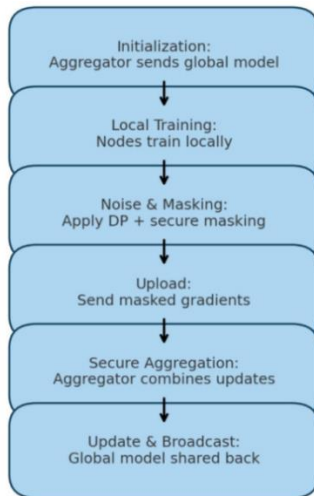 Initialization:
Aggregator sends global model
Local Training:
Nodes train locally
Noise & Masking:
Apply DP + secure masking
Upload:
Send masked gradients
Secure Aggregation:
Aggregator combines updates
Update & Broadcast:
Global model shared back